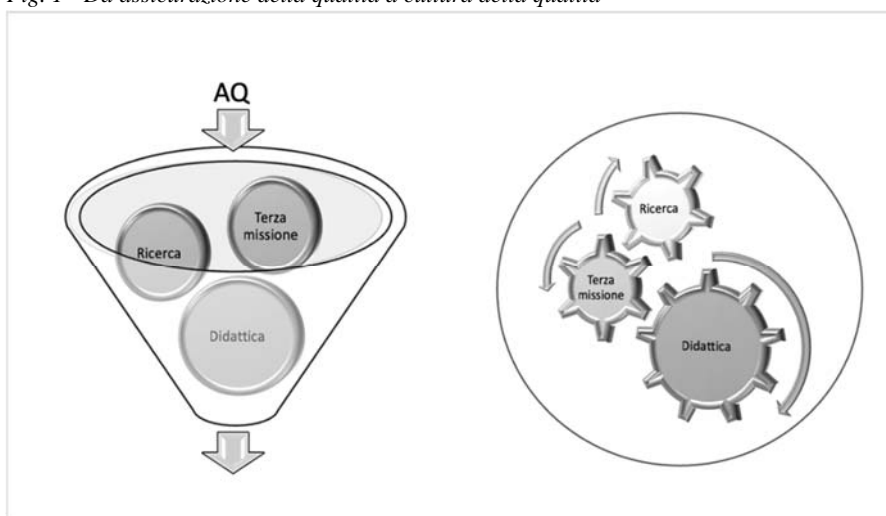 Fig. 1 - Da assicurazione della qualità a cultura della qualità
AQ
Ricerca
Terza
missione
Didattica
Ricerca
Terza
missione
Didattica